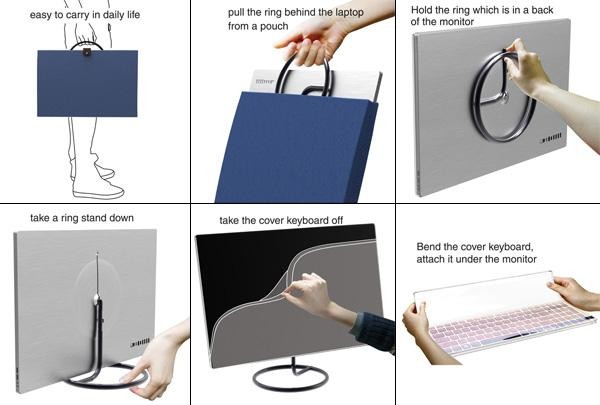 easy to carry in daily life
pull the ring behind the laptop
from a pouch
Hold the ring which is in a back
of the monitor
take a ring stand down
take the cover keyboard off
Bend the cover keyboard,
attach it under the monitor